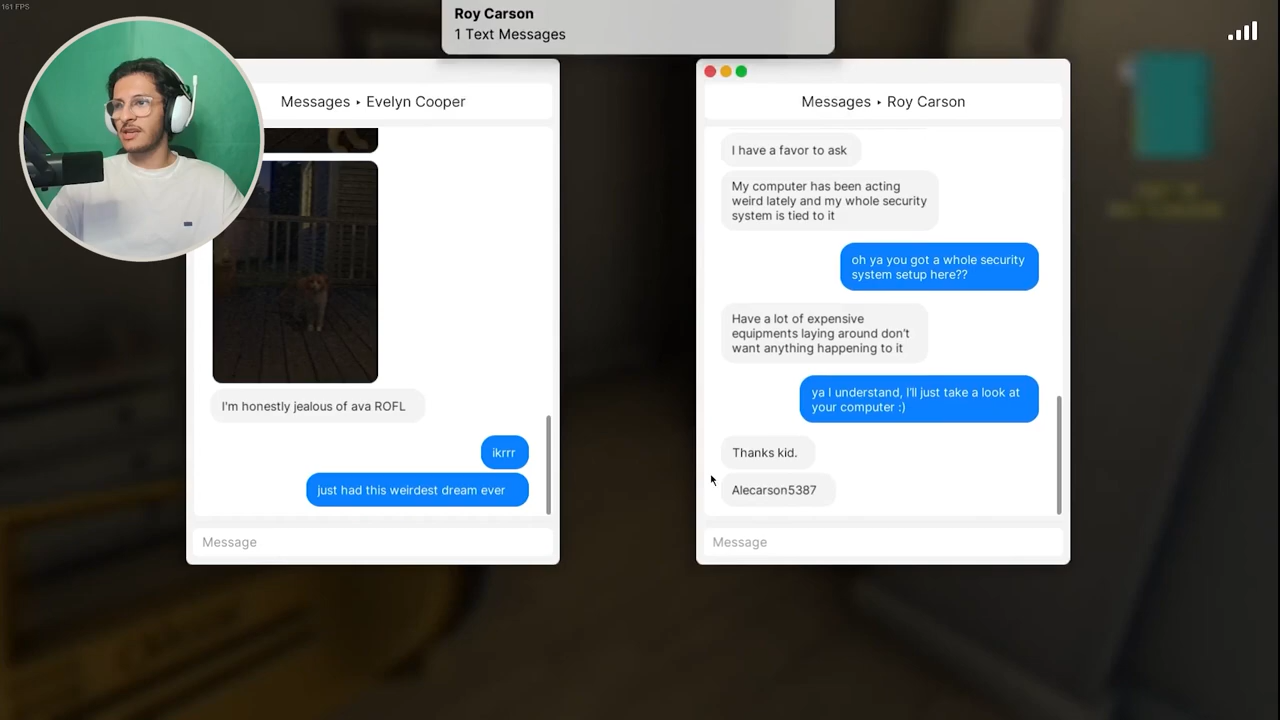 161 FPS
Roy Carson
1 Text Messages
Messages ‣ Evelyn Cooper
I'm honestly jealous of ava ROFL
ikrrr
just had this weirdest dream ever
Message
Messages ‣ Roy Carson
I have a favor to ask
My computer has been acting
weird lately and my whole security
system is tied to it
oh ya you got a whole security
system setup here??
Have a lot of expensive
equipments laying around don't
want anything happening to it
ya I understand, I'll just take a look at
your computer :)
Thanks kid.
Alecarson5387
Message